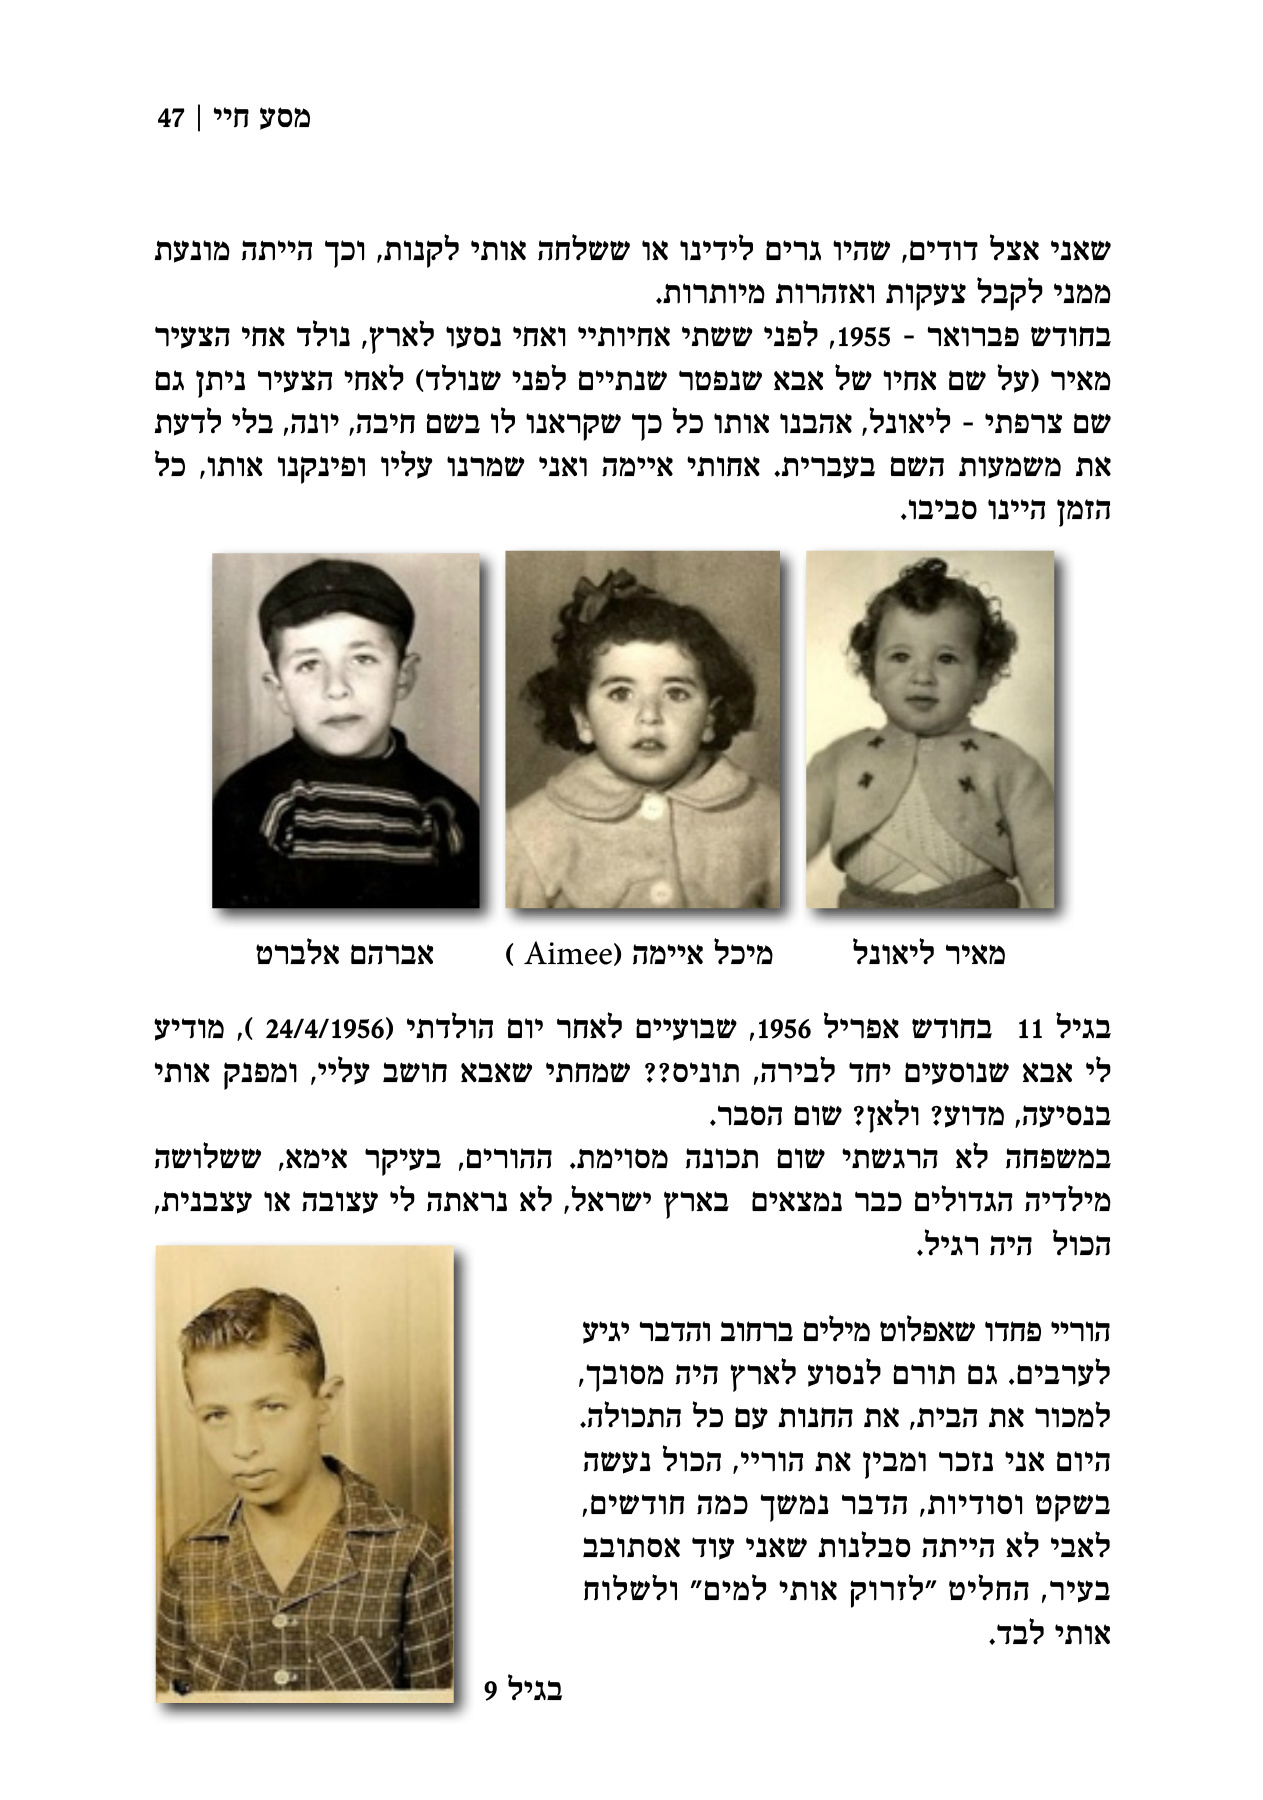 מסע חיי | 47
שאני אצל דודים, שהיו גרים לידינו או ששלחה אותי לקנות, וכך הייתה מונעת
ממני לקבל צעקות ואזהרות מיותרות.
בחודש פברואר - 1955, לפני ששתי אחיותיי ואחי נסעו לארץ, נולד אחי הצעיר
מאיר (על שם אחיו של אבא שנפטר שנתיים לפני שנולד) לאחי הצעיר ניתן גם
שם צרפתי - ליאונל, אהבנו אותו כל כך שקראנו לו בשם חיבה, יונה, בלי לדעת
את משמעות השם בעברית. אחותי איימה ואני שמרנו עליו ופינקנו אותו, כל
הזמן היינו סביבו.
מאיר ליאונל
מיכל איימה (Aimee )
אברהם אלברט
בגיל 11 בחודש אפריל 1956, שבועיים לאחר יום הולדתי (24/4/1956 ), מודיע
לי אבא שנוסעים יחד לבירה, תוניס?? שמחתי שאבא חושב עליי, ומפנק אותי
בנסיעה, מדוע? ולאן? שום הסבר.
במשפחה לא הרגשתי שום תכונה מסוימת. ההורים, בעיקר אימא, ששלושה
מילדיה הגדולים כבר נמצאים בארץ ישראל, לא נראתה לי עצובה או עצבנית,
הכול היה רגיל.
הוריי פחדו שאפלוט מילים ברחוב והדבר יגיע
לערבים. גם תורם לנסוע לארץ היה מסובך,
למכור את הבית, את החנות עם כל התכולה.
היום אני נזכר ומבין את הוריי, הכול נעשה
בשקט וסודיות, הדבר נמשך כמה חודשים,
לאבי לא הייתה סבלנות שאני עוד אסתובב
בעיר, החליט "לזרוק אותי למים" ולשלוח
אותי לבד.
בגיל 9